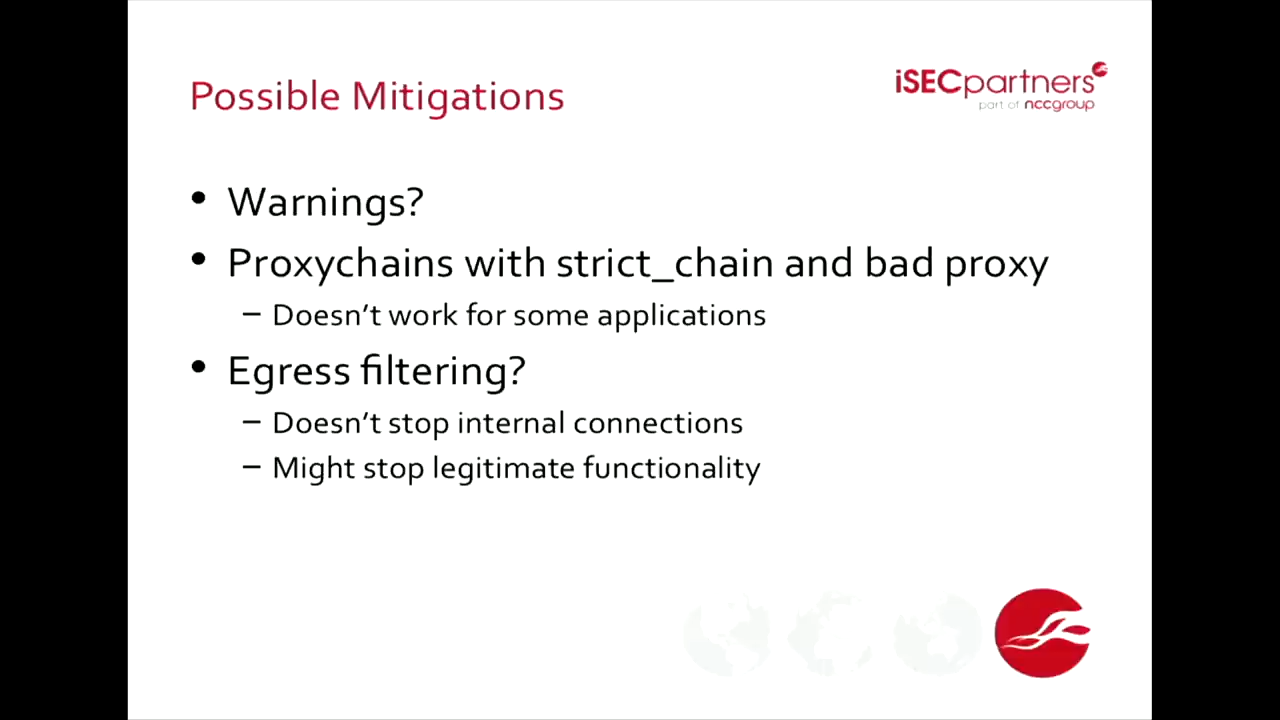 Possible Mitigations
iSECpartners
part of nccgroup
• Warnings?
• Proxychains with strict_chain and bad proxy
– Doesn’t work for some applications
• Egress filtering?
– Doesn’t stop internal connections
– Might stop legitimate functionality